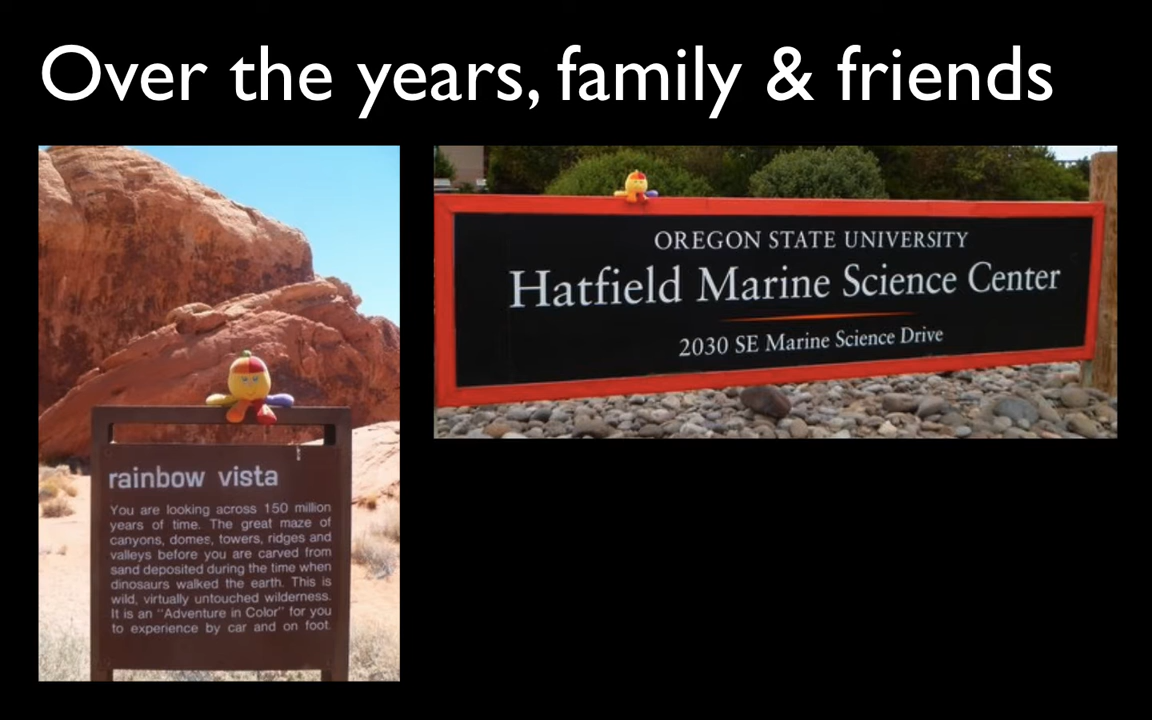 Over the years, family & friends
rainbow vista
You are looking across 150 million
years of time. The great maze of
canyons, domes, towers, ridges and
valleys before you are carved from
sand deposited during the time when
dinosaurs walked the earth. This is
wild, virtually untouched wilderness.
It is an "Adventure in Color" for you
to experience by car and on foot.
OREGON STATE UNIVERSITY
Hatfield Marine Science Center
2030 SE Marine Science Drive